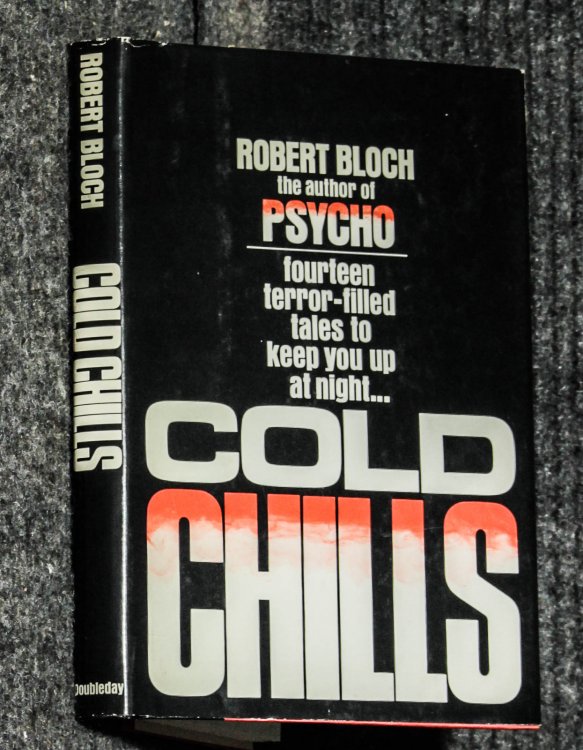 ROBERT BLOCH
COLD CHILLS
Doubleday
ROBERT BLOCH
the author of
PSYCHO
fourteen
terror-filled
tales to
keep you up
at night...
COLD
CHILLS